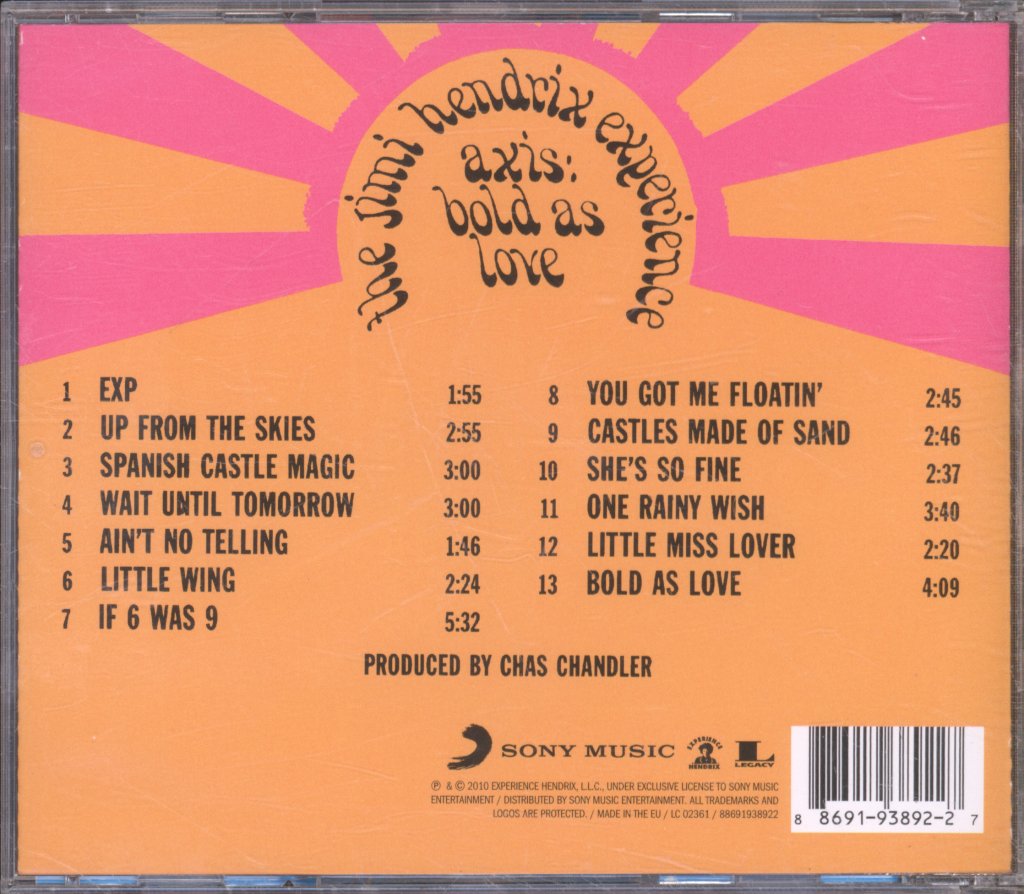 the jimi hendrix experience
axis:
bold as
love
1 EXP 1:55
2 UP FROM THE SKIES 2:55
3 SPANISH CASTLE MAGIC 3:00
4 WAIT UNTIL TOMORROW 3:00
5 AIN'T NO TELLING 1:46
6 LITTLE WING 2:24
7 IF 6 WAS 9 5:32
8 YOU GOT ME FLOATIN' 2:45
9 CASTLES MADE OF SAND 2:46
10 SHE'S SO FINE 2:37
11 ONE RAINY WISH 3:40
12 LITTLE MISS LOVER 2:20
13 BOLD AS LOVE 4:09
PRODUCED BY CHAS CHANDLER
SONY MUSIC
EXPERIENCE
HENDRIX
L
LEGACY
℗ & © 2010 EXPERIENCE HENDRIX, L.L.C., UNDER EXCLUSIVE LICENSE TO SONY MUSIC
ENTERTAINMENT / DISTRIBUTED BY SONY MUSIC ENTERTAINMENT. ALL TRADEMARKS AND
LOGOS ARE PROTECTED. / MADE IN THE EU / LC 02361 / 88691938922
8 8691-93892-2 7